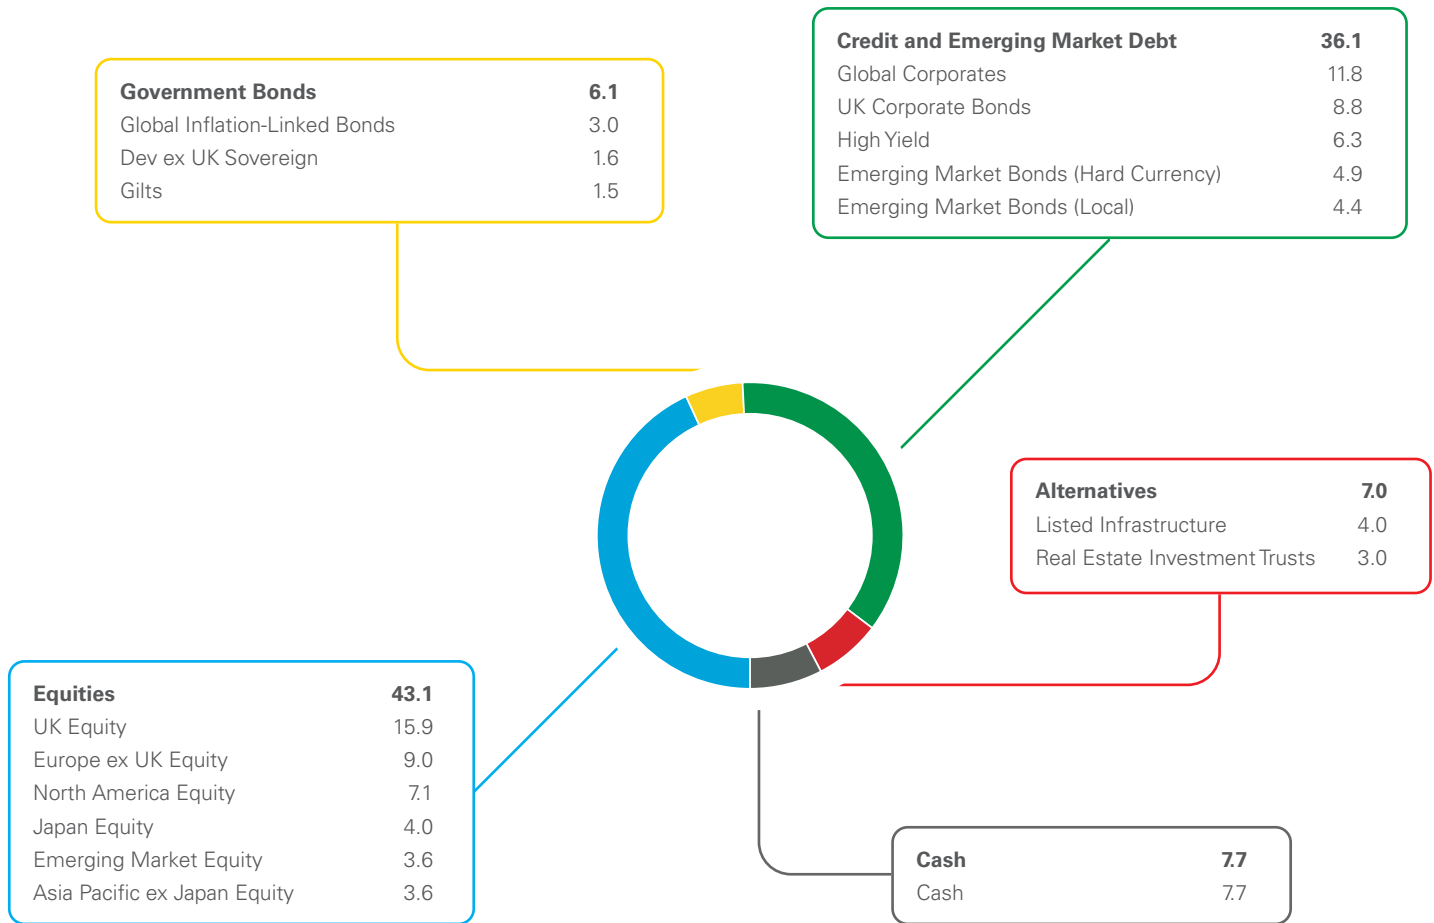 Government Bonds 6.1
Global Inflation-Linked Bonds 3.0
Dev ex UK Sovereign 1.6
Gilts 1.5
Credit and Emerging Market Debt 36.1
Global Corporates 11.8
UK Corporate Bonds 8.8
High Yield 6.3
Emerging Market Bonds (Hard Currency) 4.9
Emerging Market Bonds (Local) 4.4
Alternatives 7.0
Listed Infrastructure 4.0
Real Estate Investment Trusts 3.0
Equities 43.1
UK Equity 15.9
Europe ex UK Equity 9.0
North America Equity 7.1
Japan Equity 4.0
Emerging Market Equity 3.6
Asia Pacific ex Japan Equity 3.6
Cash 7.7
Cash 7.7